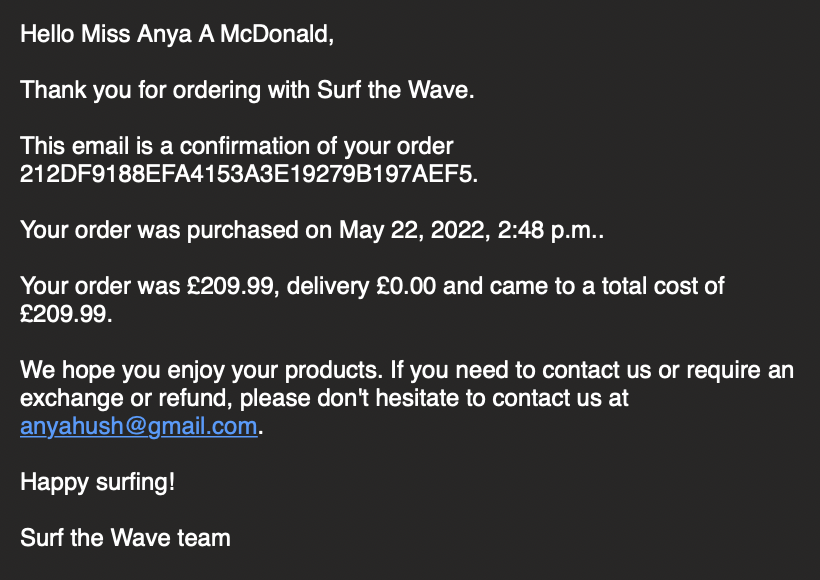 Hello Miss Anya A McDonald,
Thank you for ordering with Surf the Wave.
This email is a confirmation of your order
212DF9188EFA4153A3E19279B197AEF5.
Your order was purchased on May 22, 2022, 2:48 p.m..
Your order was £209.99, delivery £0.00 and came to a total cost of
£209.99.
We hope you enjoy your products. If you need to contact us or require an
exchange or refund, please don't hesitate to contact us at
anyahush@gmail.com.
Happy surfing!
Surf the Wave team